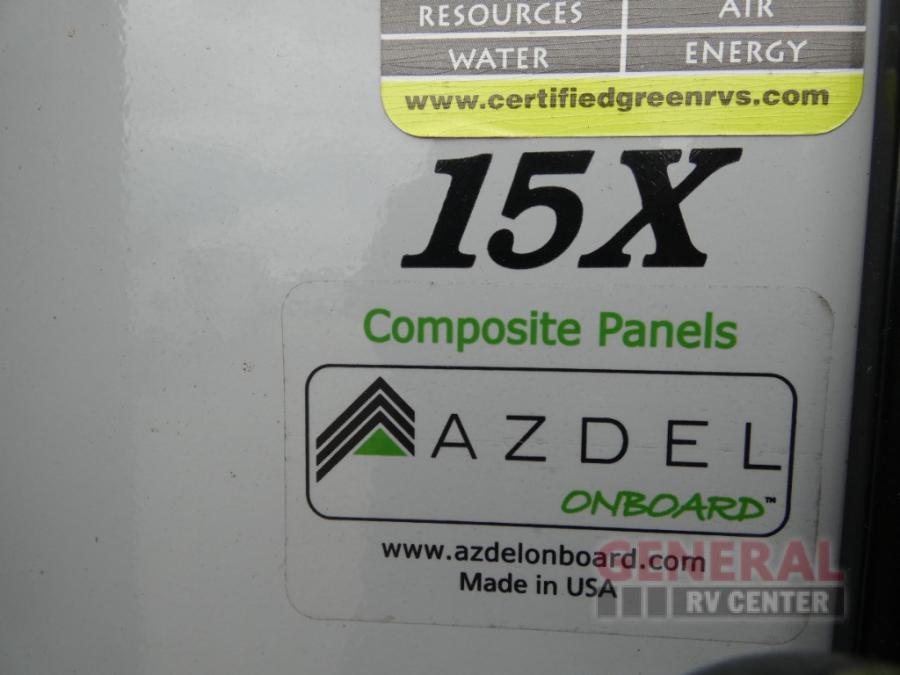 RESOURCES AIR
WATER ENERGY
www.certifiedgreenrvs.com
15X
Composite Panels
AZDEL
ONBOARD™
www.azdelonboard.com
Made in USA
GENERAL
RV CENTER